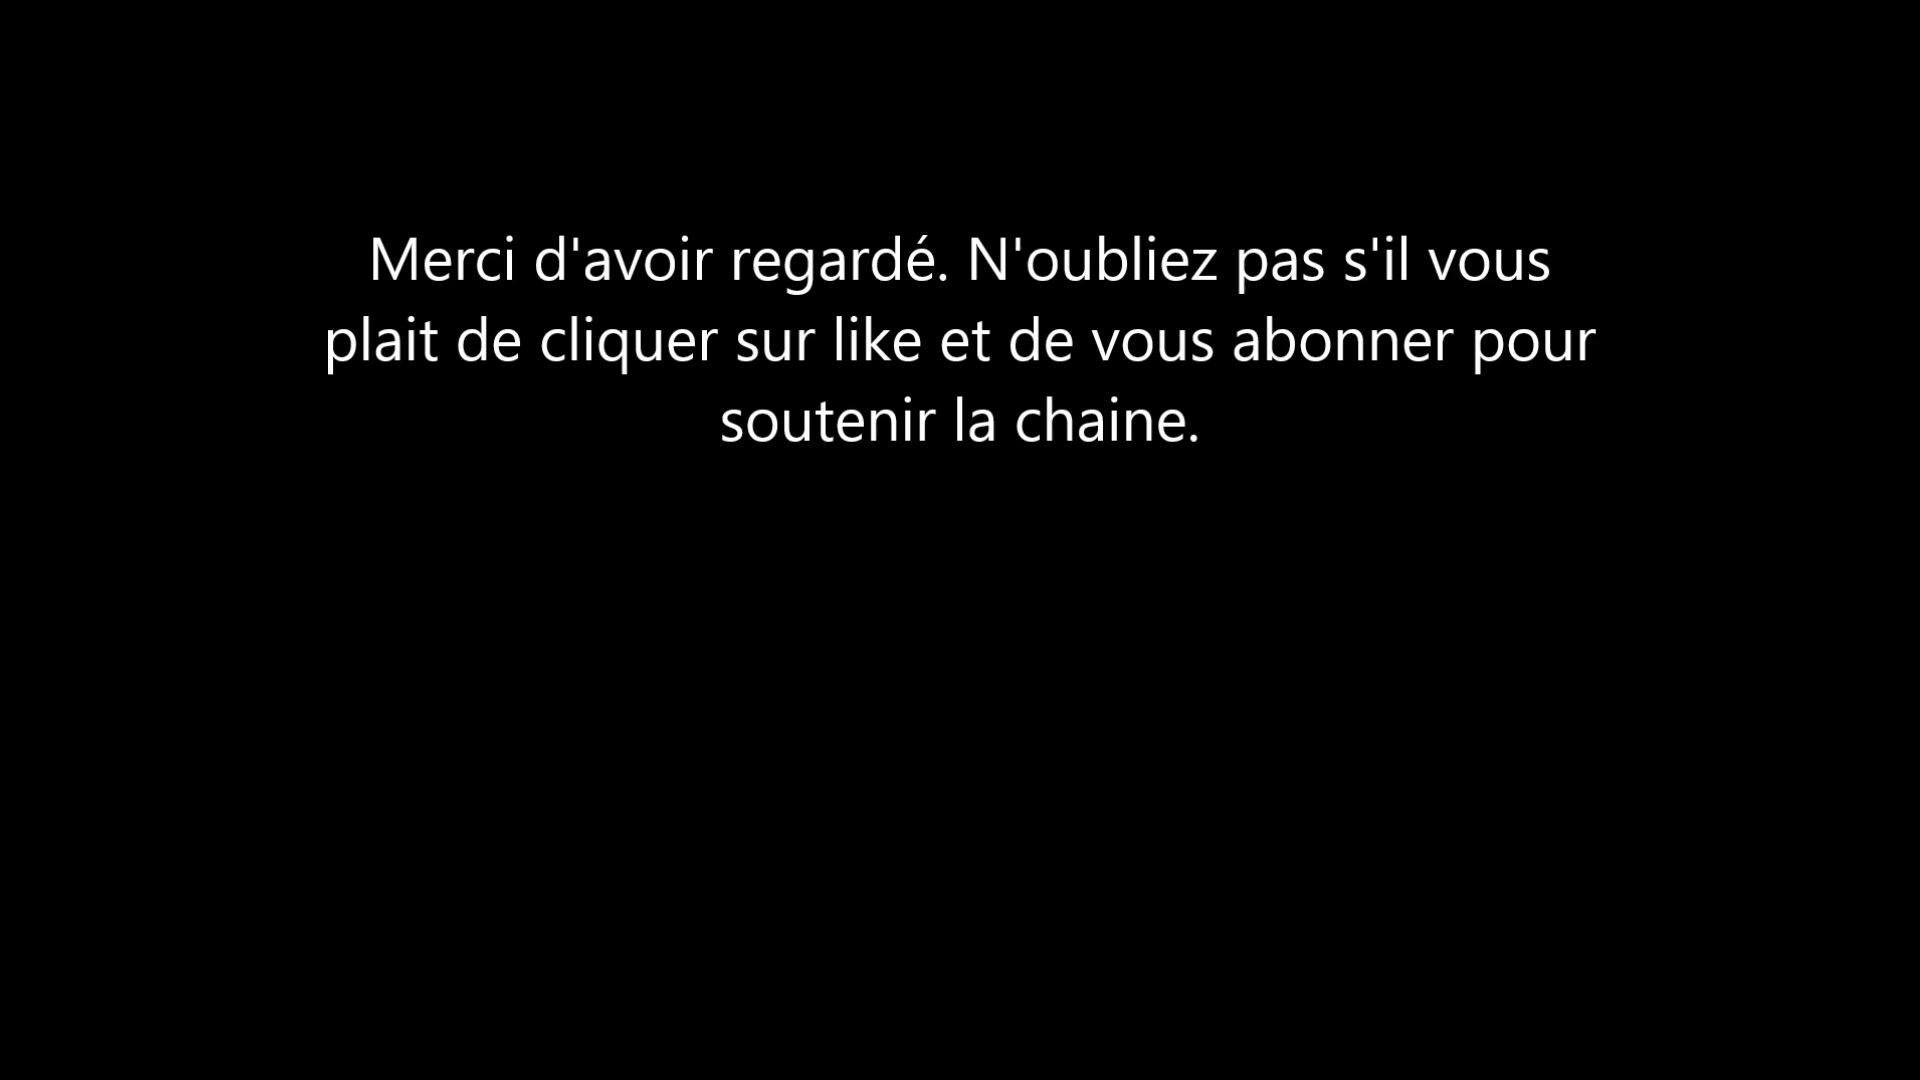 Merci d'avoir regardé. N'oubliez pas s'il vous
plait de cliquer sur like et de vous abonner pour
soutenir la chaine.